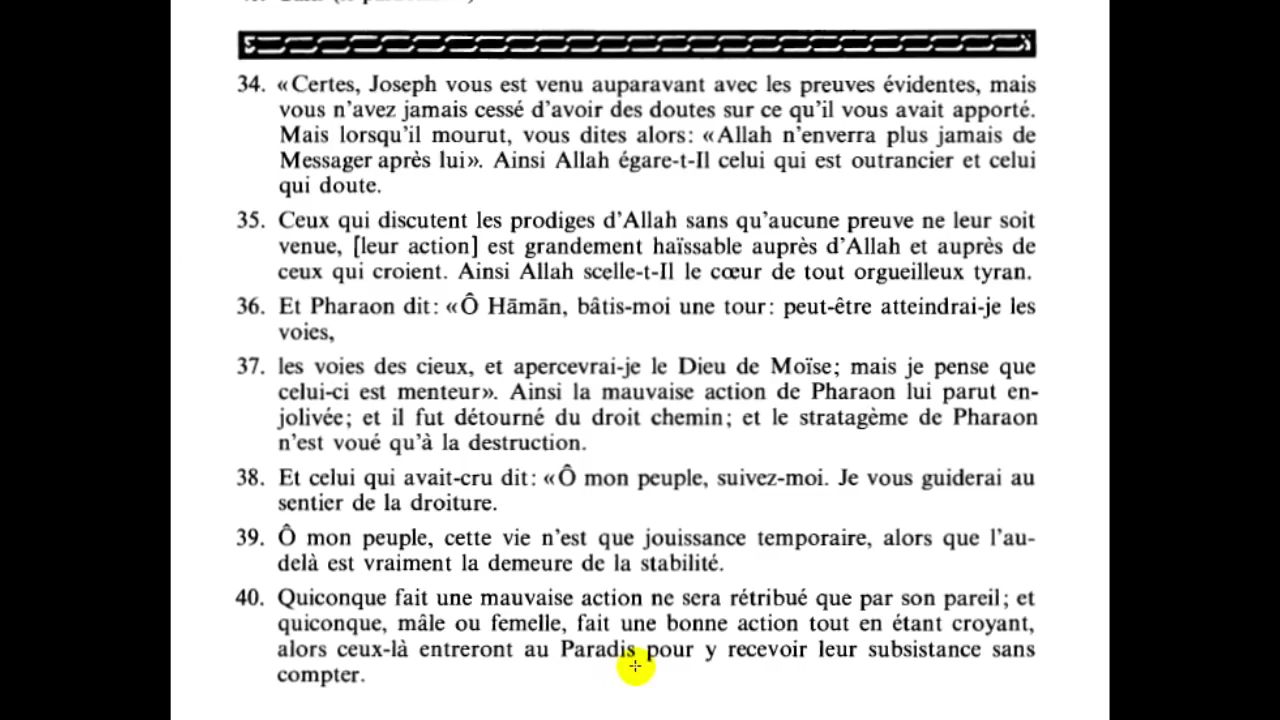 34. «Certes, Joseph vous est venu auparavant avec les preuves évidentes, mais
vous n'avez jamais cessé d'avoir des doutes sur ce qu'il vous avait apporté.
Mais lorsqu'il mourut, vous dites alors: «Allah n'enverra plus jamais de
Messager après lui». Ainsi Allah égare-t-Il celui qui est outrancier et celui
qui doute.
35. Ceux qui discutent les prodiges d'Allah sans qu'aucune preuve ne leur soit
venue, [leur action] est grandement haïssable auprès d'Allah et auprès de
ceux qui croient. Ainsi Allah scelle-t-Il le cœur de tout orgueilleux tyran.
36. Et Pharaon dit: «Ô Hāmān, bâtis-moi une tour: peut-être atteindrai-je les
voies,
37. les voies des cieux, et apercevrai-je le Dieu de Moïse; mais je pense que
celui-ci est menteur». Ainsi la mauvaise action de Pharaon lui parut en-
jolivée; et il fut détourné du droit chemin; et le stratagème de Pharaon
n'est voué qu'à la destruction.
38. Et celui qui avait-cru dit: «Ô mon peuple, suivez-moi. Je vous guiderai au
sentier de la droiture.
39. Ô mon peuple, cette vie n'est que jouissance temporaire, alors que l'au-
delà est vraiment la demeure de la stabilité.
40. Quiconque fait une mauvaise action ne sera rétribué que par son pareil; et
quiconque, mâle ou femelle, fait une bonne action tout en étant croyant,
alors ceux-là entreront au Paradis pour y recevoir leur subsistance sans
compter.